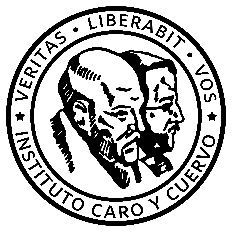 VERITAS • LIBERABIT • VOS
★ INSTITUTO CARO Y CUERVO ★